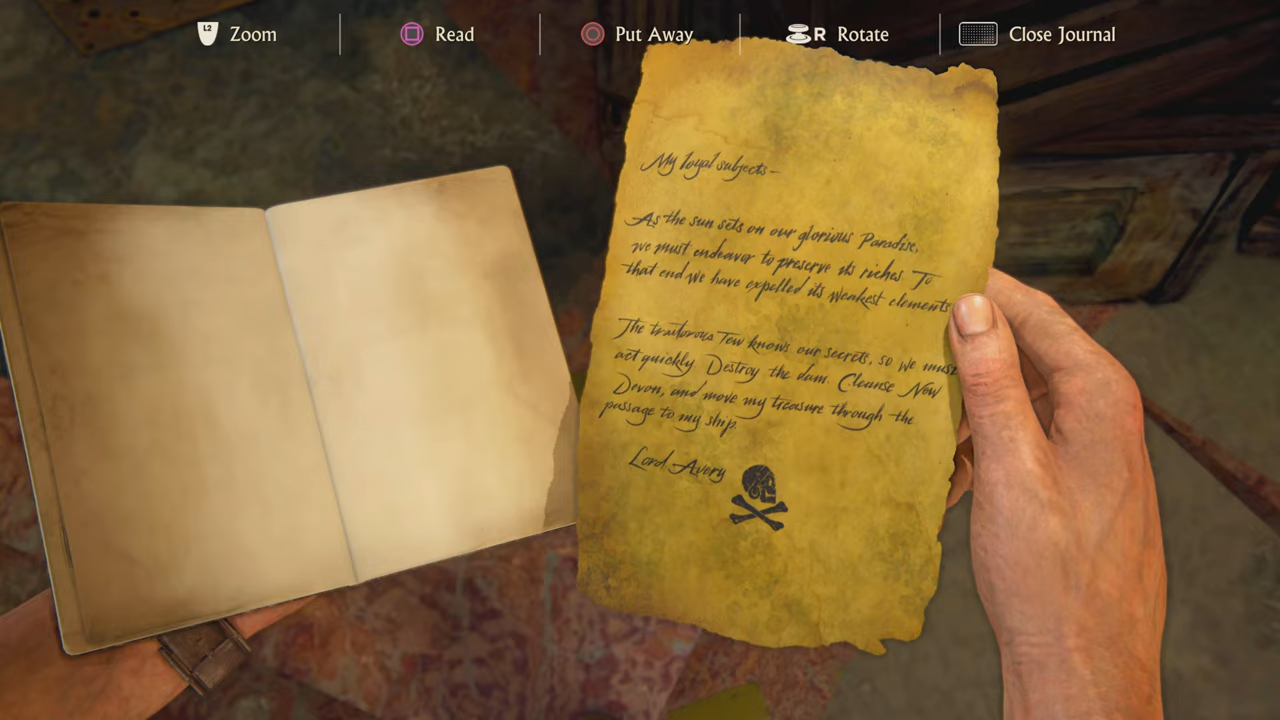 L2 Zoom Read Put Away R Rotate Close Journal
My loyal subjects-
As the sun sets on our glorious Paradise,
we must endeavor to preserve its riches. To
that end we have expelled its weakest elements
The traitorous Tew knows our secrets, so we must
act quickly Destroy the dam. Cleanse New
Devon, and move my treasure through the
passage to my ship.
Lord Avery